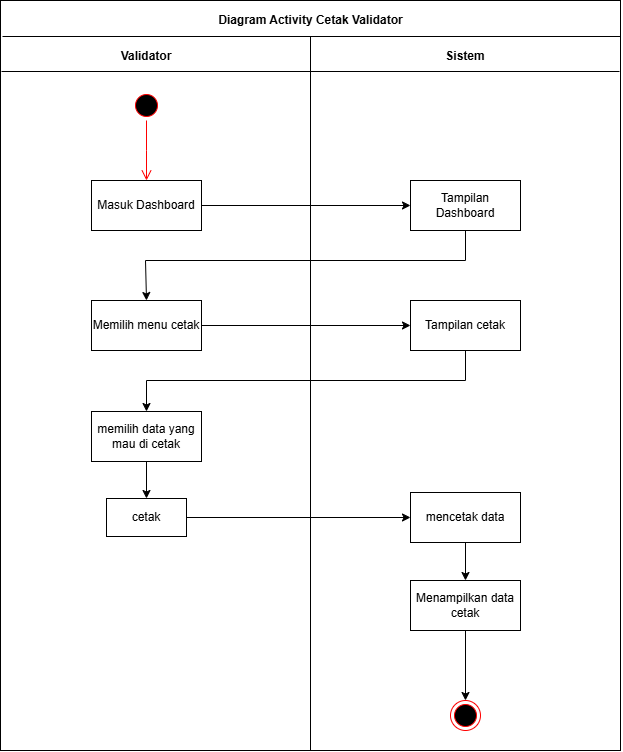 Diagram Activity Cetak Validator
Validator
Sistem
Masuk Dashboard
Tampilan
Dashboard
Memilih menu cetak
Tampilan cetak
memilih data yang
mau di cetak
cetak
mencetak data
Menampilkan data
cetak